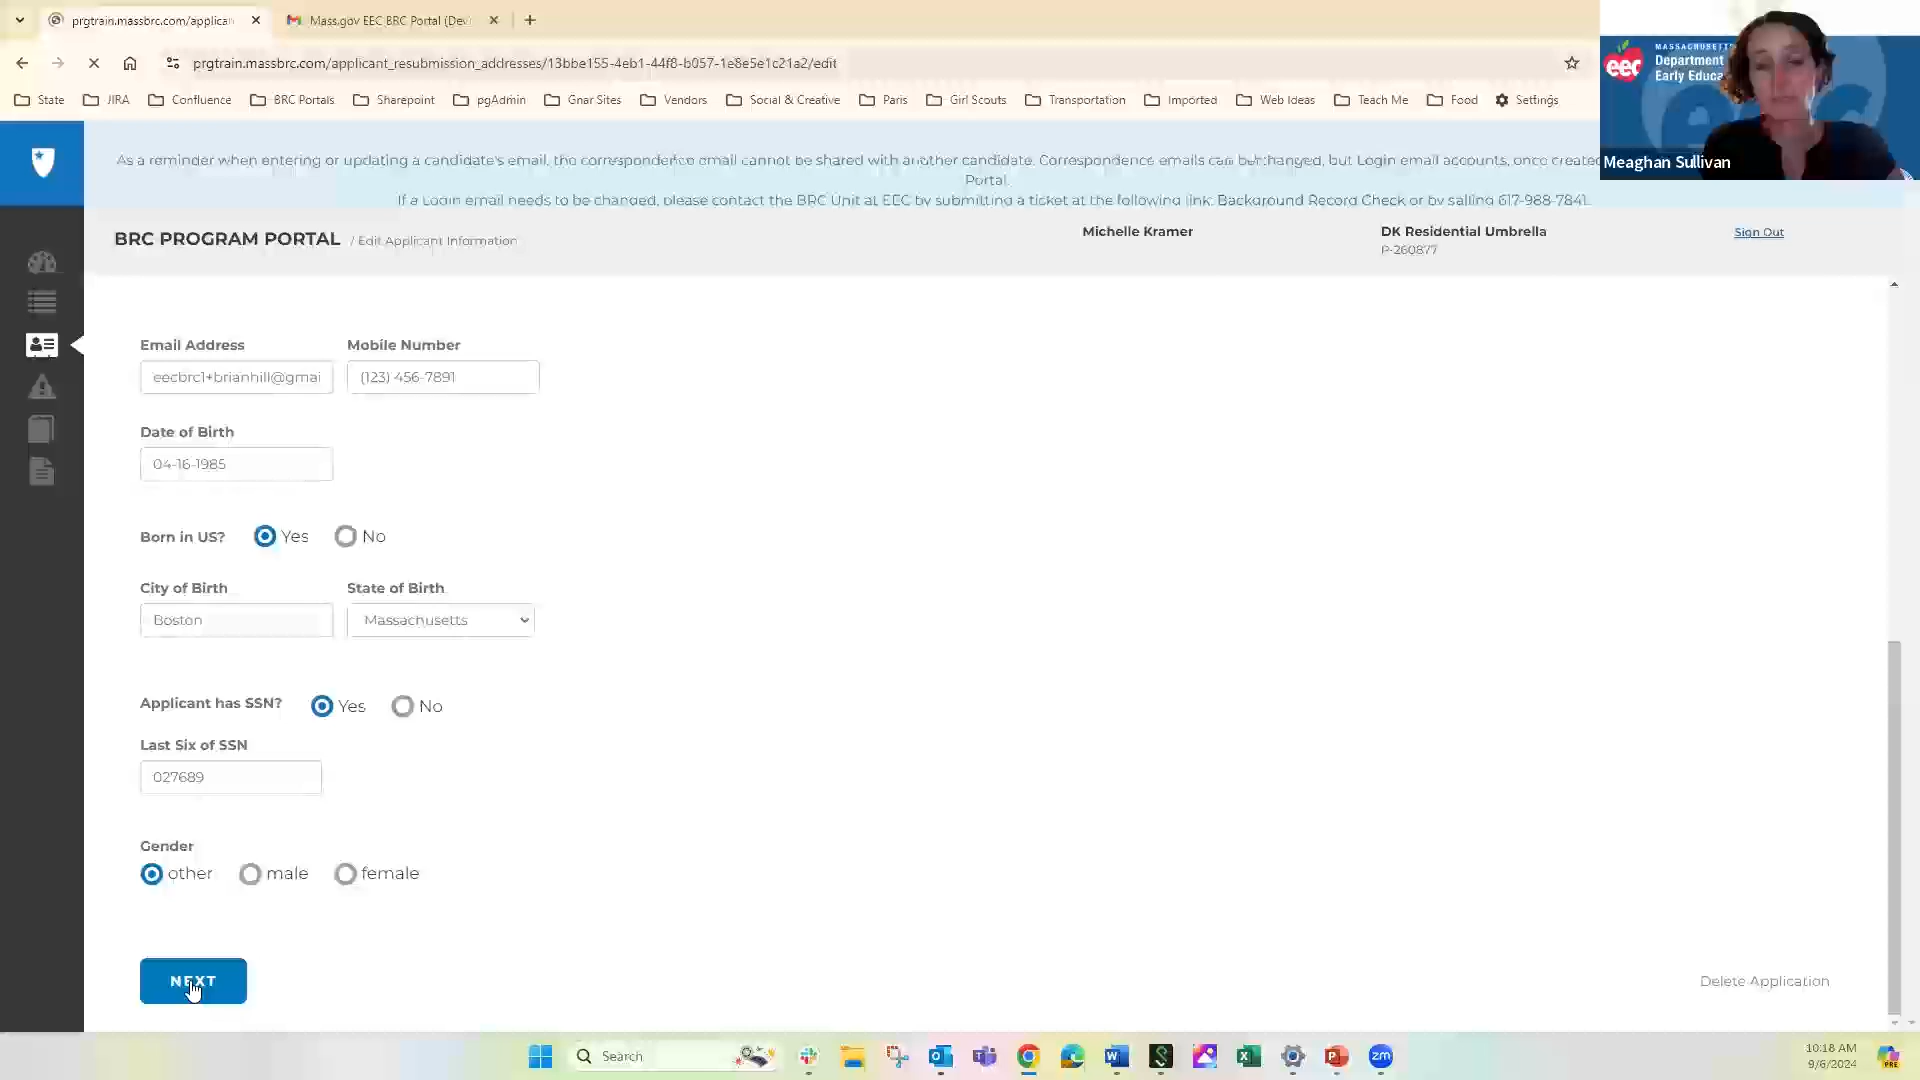 prgtrain.massbrc.com/applica
Mass.gov EEC BRC Portal (Dev
prgtrain.massbrc.com/applicant_resubmission_addresses/13bbe155-4eb1-44f8-b057-1e8e5e1c21a2/edit
State
JIRA
Confluence
BRC Portals
Sharepoint
pgAdmin
Gnar Sites
Vendors
Social & Creative
Paris
Girl Scouts
Transportation
Imported
Web Ideas
Teach Me
Food
Settings
eec
MASSACHUSETTS
Department
Early Educa
Meaghan Sullivan
As a reminder when entering or updating a candidate's email, the correspondence email cannot be shared with another candidate. Correspondence emails can be changed, but Login email accounts, once created
Portal.
If a Login email needs to be changed, please contact the BRC Unit at EEC by submitting a ticket at the following link: Background Record Check or by calling 617-988-7841.
BRC PROGRAM PORTAL / Edit Applicant Information
Michelle Kramer
DK Residential Umbrella
P-260877
Sign Out
Email Address
Mobile Number
eecbrc1+brianhill@gmai
(123) 456-7891
Date of Birth
04-16-1985
Born in US?
Yes
No
City of Birth
State of Birth
Boston
Massachusetts
Applicant has SSN?
Yes
No
Last Six of SSN
027689
Gender
other
male
female
NEXT
Delete Application
Search
zm
10:18 AM
9/6/2024
PRE